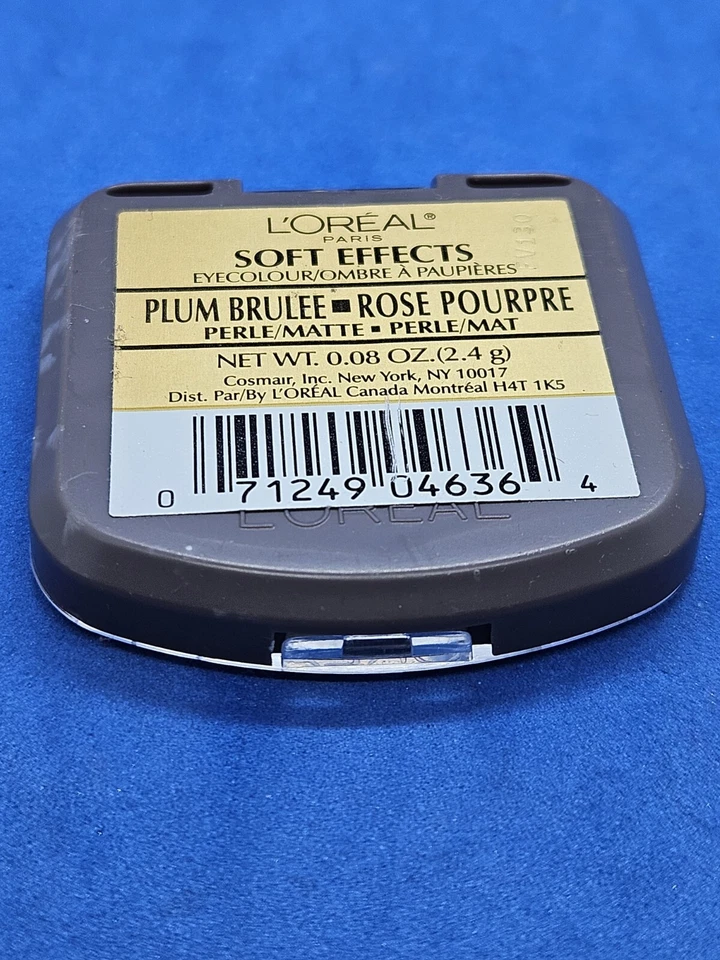 L'ORÉAL®
PARIS
SOFT EFFECTS
EYECOLOUR/OMBRE À PAUPIÈRES
PLUM BRULEE ■ ROSE POURPRE
PERLE/MATTE ■ PERLE/MAT
NET WT. 0.08 OZ.(2.4 g)
Cosmair, Inc. New York, NY 10017
Dist. Par/By L'ORÉAL Canada Montréal H4T 1K5
0 71249 04636 4
L'ORÉAL